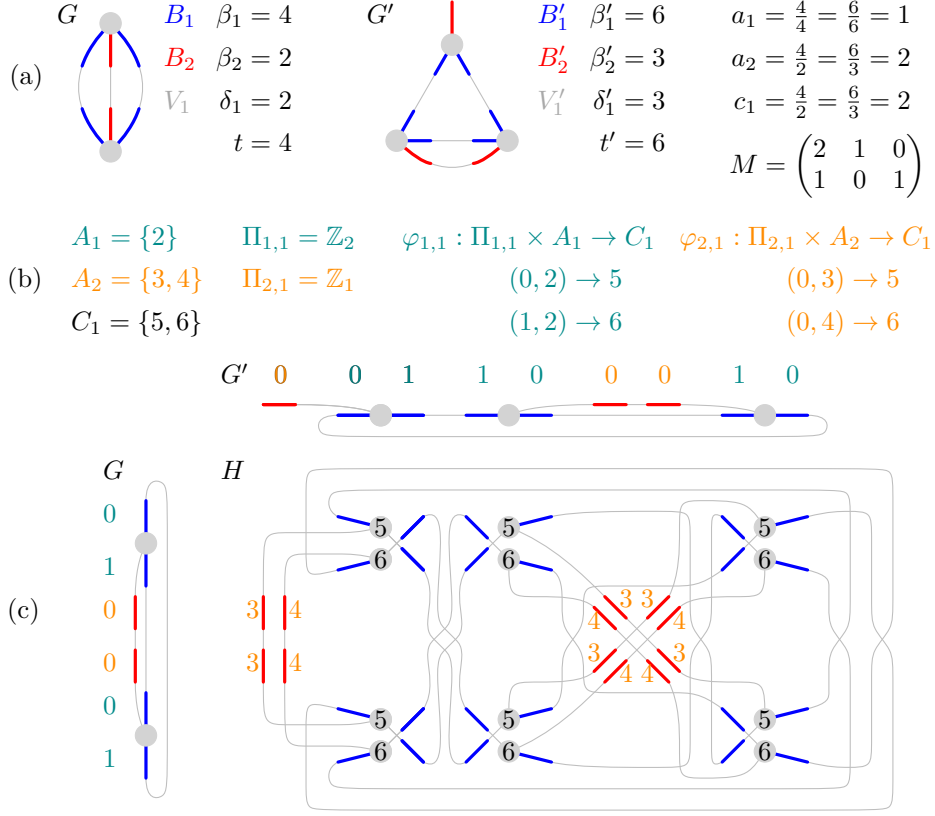 G B₁ β₁ = 4 G′ B′₁ β′₁ = 6 a₁ = 4/4 = 6/6 = 1
B₂ β₂ = 2 B′₂ β′₂ = 3 a₂ = 4/2 = 6/3 = 2
(a) V₁ δ₁ = 2 V′₁ δ′₁ = 3 c₁ = 4/2 = 6/3 = 2
t = 4 t′ = 6 M = (2 1 0
1 0 1)
A₁ = {2} Π₁,₁ = ℤ₂ φ₁,₁ : Π₁,₁ × A₁ → C₁ φ₂,₁ : Π₂,₁ × A₂ → C₁
(b) A₂ = {3, 4} Π₂,₁ = ℤ₁ (0, 2) → 5 (0, 3) → 5
C₁ = {5, 6} (1, 2) → 6 (0, 4) → 6
G′ 0 0 1 1 0 0 0 1 0
G H
0 5 5 5
1 6 6 6
(c) 0 3 4 3 3 4 4
0 3 4 3 4 4 3
0 5 5 5
1 6 6 6